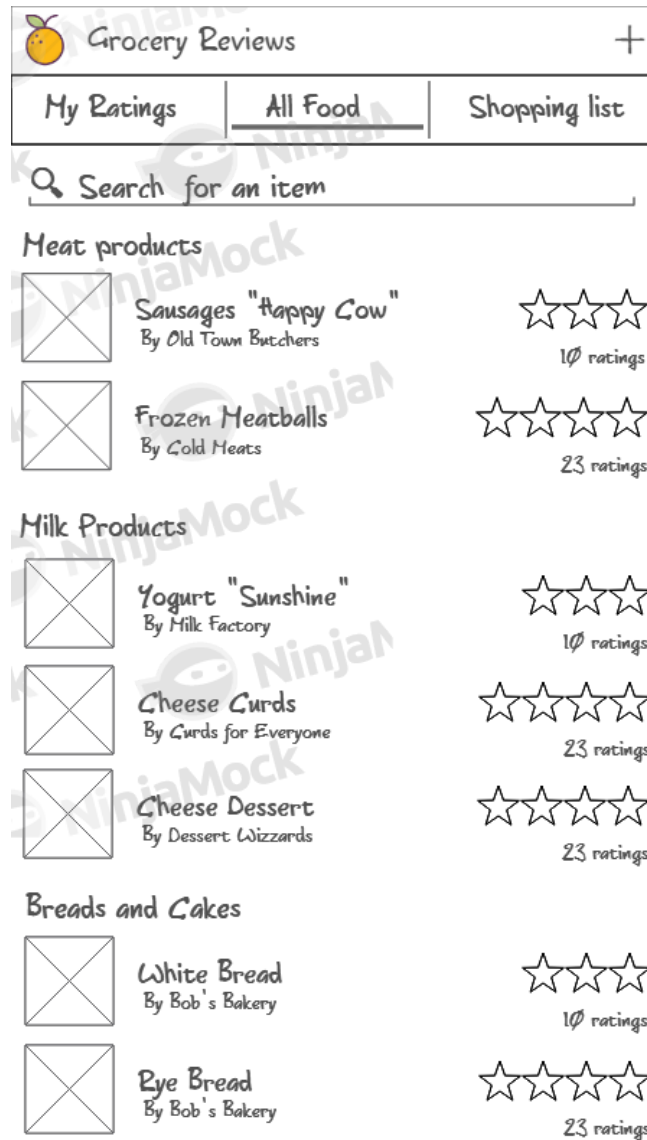 Grocery Reviews
My Ratings
All Food
Shopping list
Search for an item
Meat products
Sausages "Happy Cow"
By Old Town Butchers
10 ratings
Frozen Meatballs
By Cold Meats
23 ratings
Milk Products
Yogurt "Sunshine"
By Milk Factory
10 ratings
Cheese Curds
By Curds for Everyone
23 ratings
Cheese Dessert
By Dessert Wizzards
23 ratings
Breads and Cakes
White Bread
By Bob's Bakery
10 ratings
Rye Bread
By Bob's Bakery
23 ratings
NinjaMock